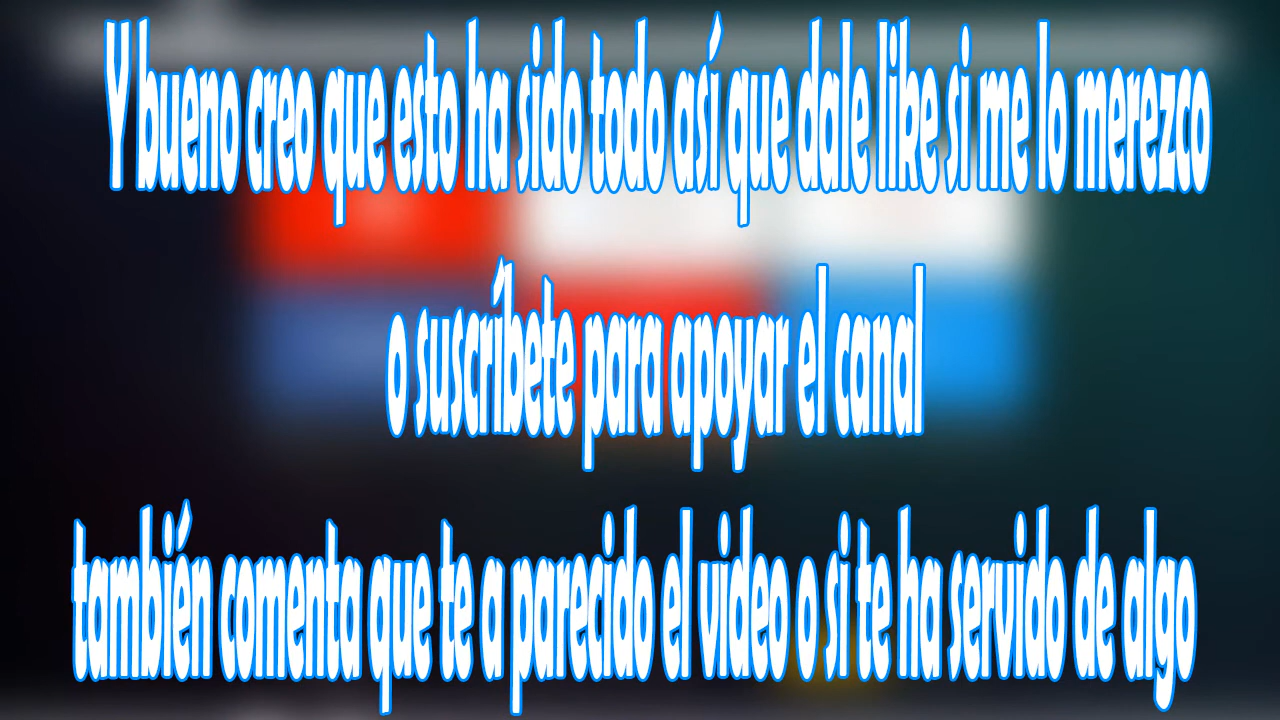 Y bueno creo que esto ha sido todo así que dale like si me lo merezco
o suscríbete para apoyar el canal
también comenta que te a parecido el video o si te ha servido de algo